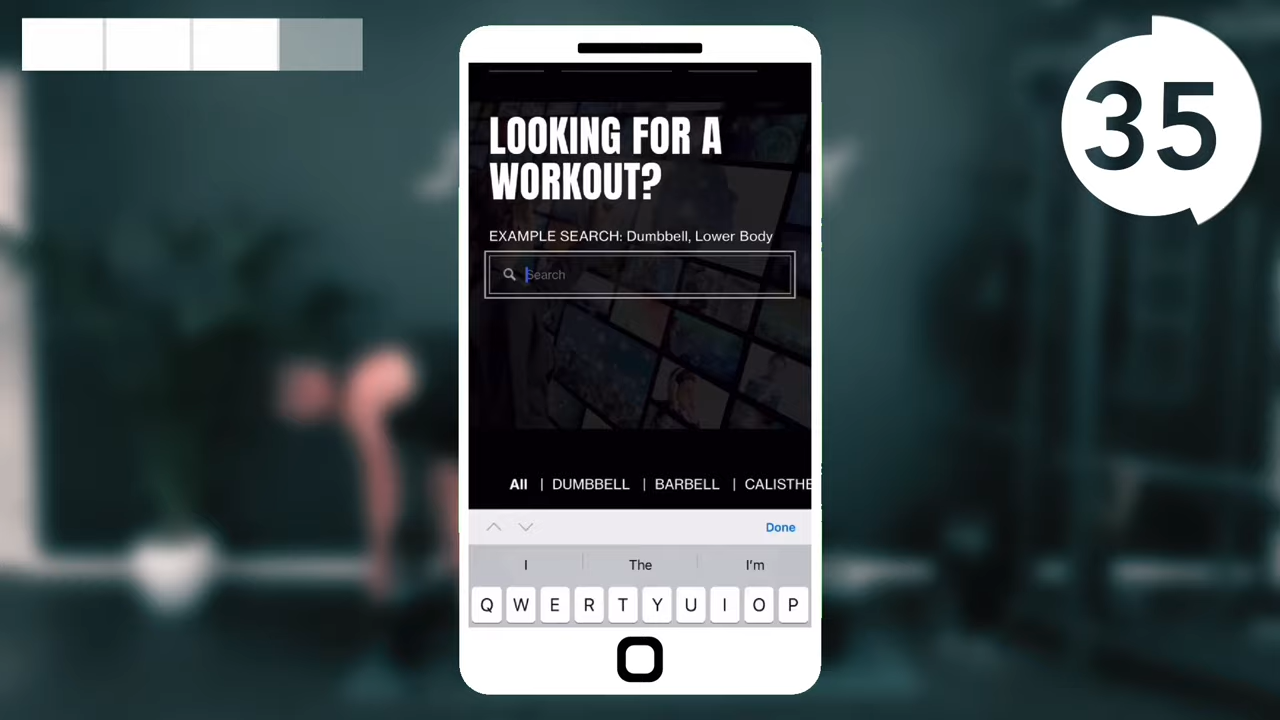 35
LOOKING FOR A
WORKOUT?
EXAMPLE SEARCH: Dumbbell, Lower Body
Search
All | DUMBBELL | BARBELL | CALISTHE
Done
I The I'm
Q W E R T Y U I O P